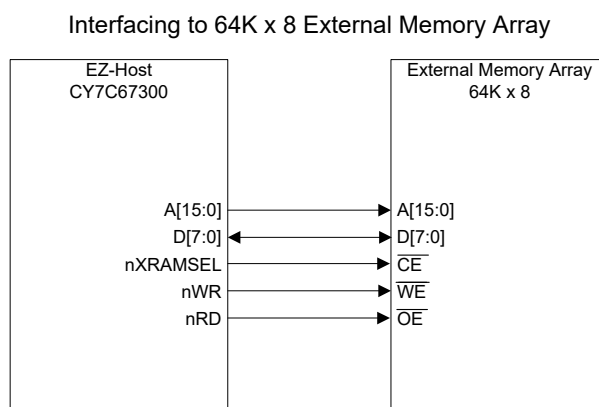 Interfacing to 64K x 8 External Memory Array
EZ-Host
CY7C67300
External Memory Array
64K x 8
A[15:0]
A[15:0]
D[7:0]
D[7:0]
nXRAMSEL
CE
nWR
WE
nRD
OE